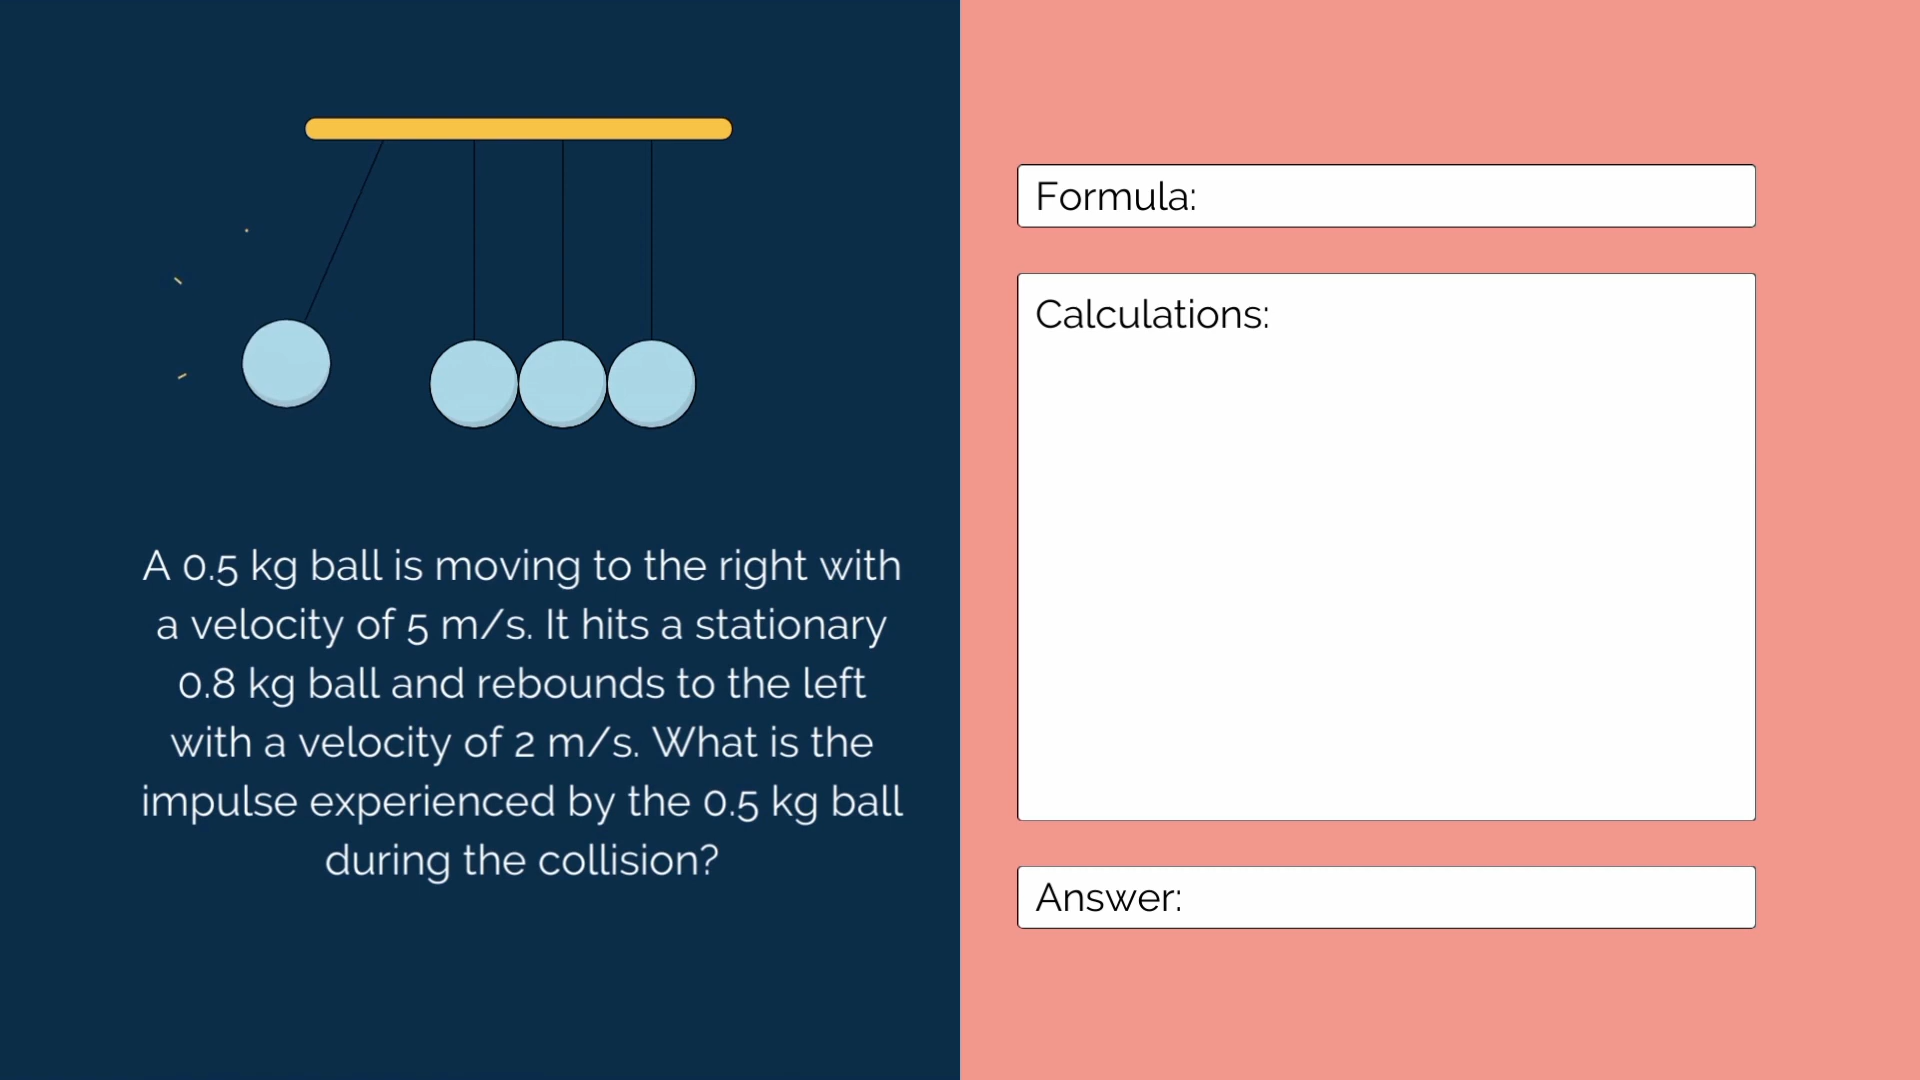 A 0.5 kg ball is moving to the right with
a velocity of 5 m/s. It hits a stationary
0.8 kg ball and rebounds to the left
with a velocity of 2 m/s. What is the
impulse experienced by the 0.5 kg ball
during the collision?
Formula:
Calculations:
Answer: